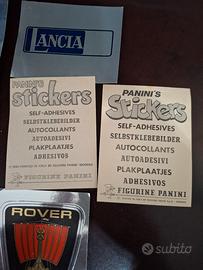 LANCIA
PANINI'S
stickers
SELF-ADHESIVES
SELBSTKLEBEBILDER
AUTOCOLLANTS
AUTOADESIVI
PLAKPLAATJES
ADHESIVOS
FIGURINE PANINI
PANINI'S
Stickers
SELF-ADHESIVES
SELBSTKLEBEBILDER
AUTOCOLLANTS
AUTOADESIVI
PLAKPLAATJES
ADHESIVOS
FIGURINE PANINI
ROVER
subito